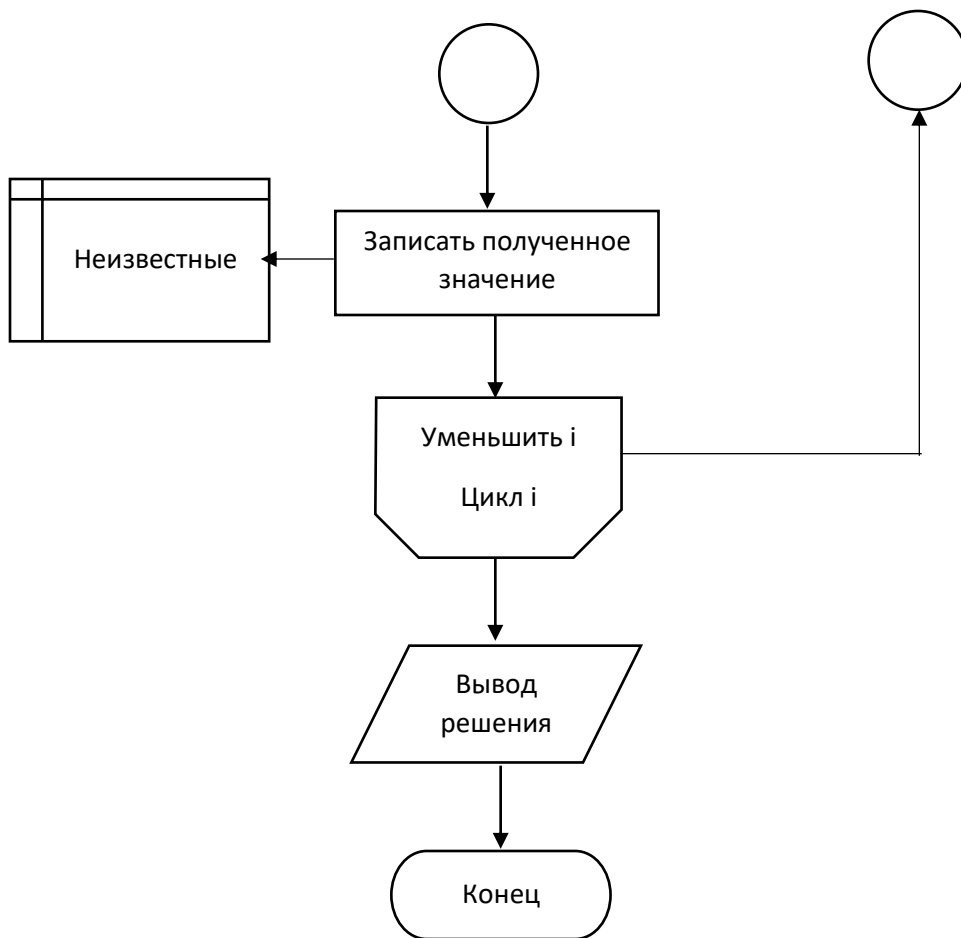 Записать полученное
значение
Неизвестные
Уменьшить i
Цикл i
Вывод
решения
Конец